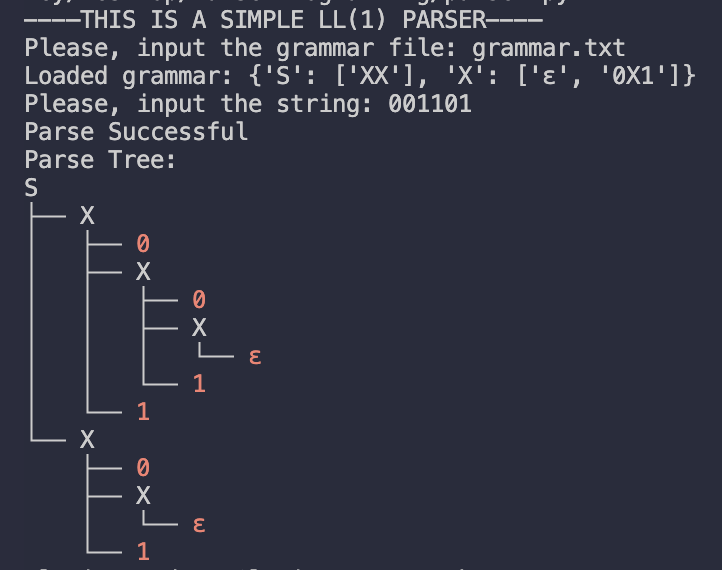 ————THIS IS A SIMPLE LL(1) PARSER————
Please, input the grammar file: grammar.txt
Loaded grammar: {'S': ['XX'], 'X': ['ε', '0X1']}
Please, input the string: 001101
Parse Successful
Parse Tree:
S
├── X
│   ├── 0
│   ├── X
│   │   ├── 0
│   │   ├── X
│   │   │   └── ε
│   │   └── 1
│   └── 1
└── X
    ├── 0
    ├── X
    │   └── ε
    └── 1